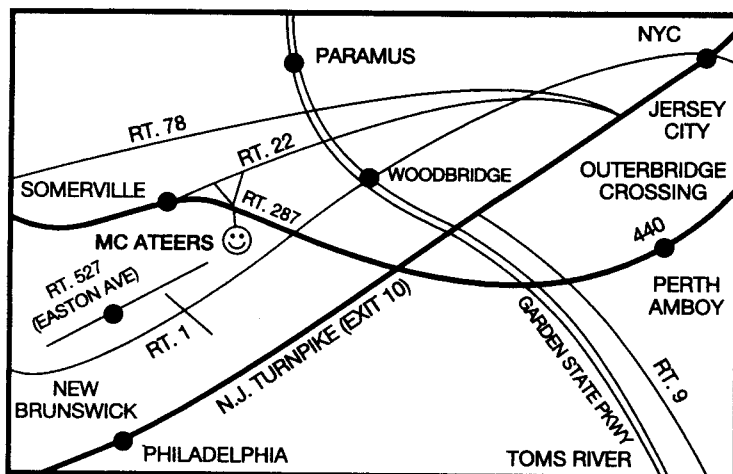 NYC
PARAMUS
JERSEY
CITY
RT. 78
RT. 22
OUTERBRIDGE
CROSSING
WOODBRIDGE
SOMERVILLE
RT. 287
MC ATEERS
440
RT. 527
(EASTON AVE)
PERTH
AMBOY
RT. 1
N.J. TURNPIKE (EXIT 10)
GARDEN STATE PKWY
RT. 9
NEW
BRUNSWICK
PHILADELPHIA
TOMS RIVER